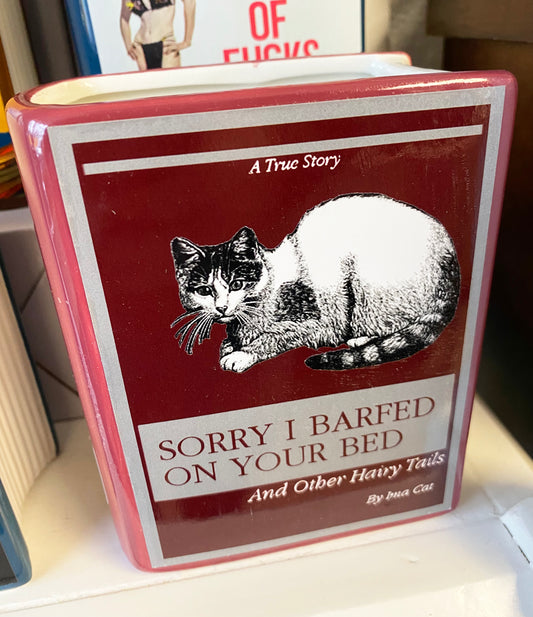 OF
FUCKS
A True Story
SORRY I BARFED
ON YOUR BED
And Other Hairy Tails
By Ima Cat